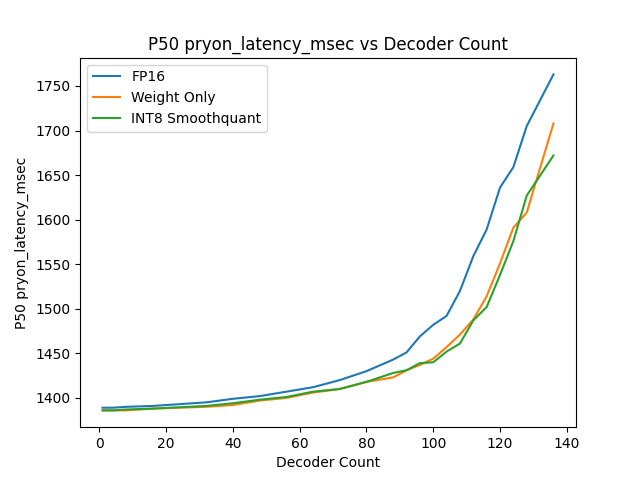 P50 pryon_latency_msec vs Decoder Count
FP16
Weight Only
INT8 Smoothquant
1750
1700
1650
1600
1550
1500
1450
1400
P50 pryon_latency_msec
0 20 40 60 80 100 120 140
Decoder Count